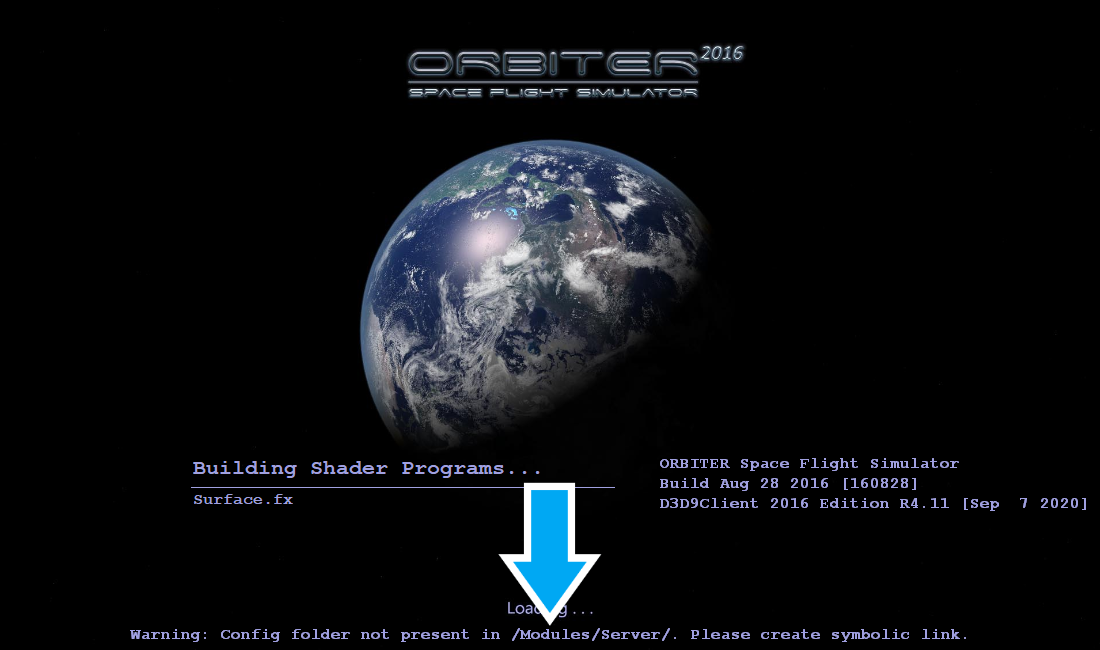 ORBITER 2016
SPACE FLIGHT SIMULATOR
Building Shader Programs...
Surface.fx
ORBITER Space Flight Simulator
Build Aug 28 2016 [160828]
D3D9Client 2016 Edition R4.11 [Sep  7 2020]
Loading ...
Warning: Config folder not present in /Modules/Server/. Please create symbolic link.